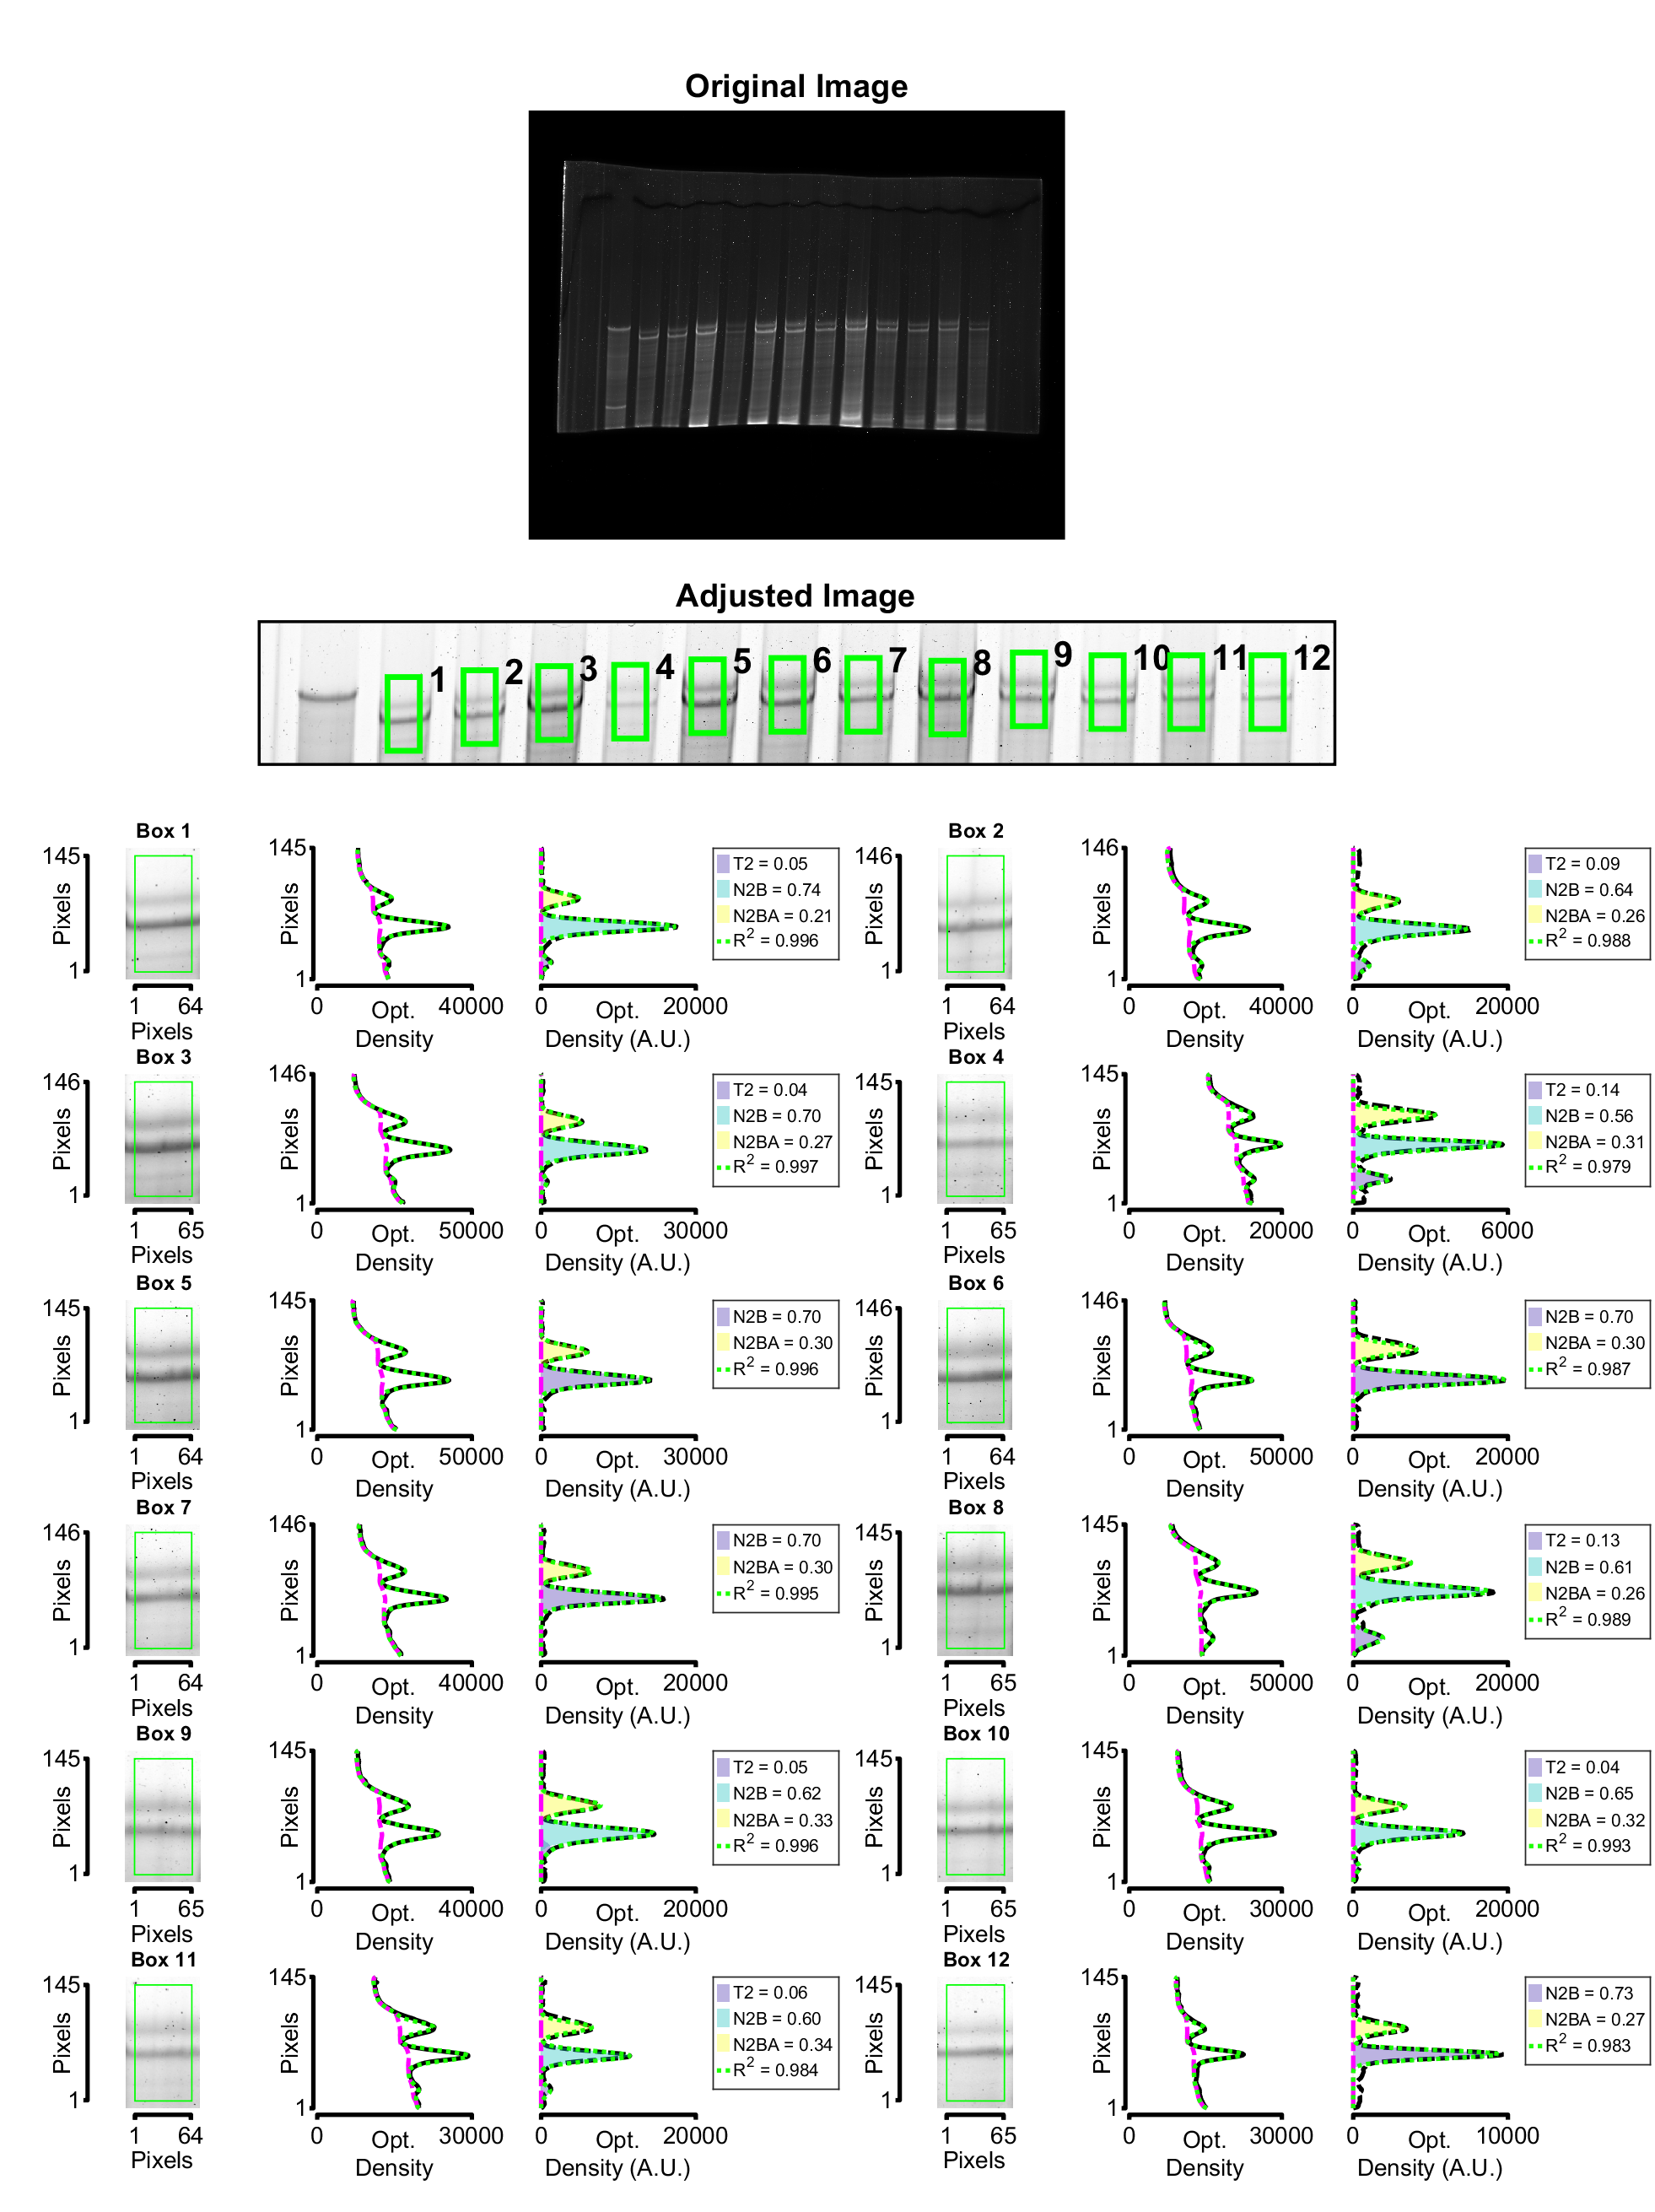 Original Image
Adjusted Image
1 2 3 4 5 6 7 8 9 10 11 12
Box 1
145
Pixels
1
1 64
Pixels
145
Pixels
1
0 Opt. 40000
Density
0 Opt. 20000
Density (A.U.)
T2 = 0.05
N2B = 0.74
N2BA = 0.21
R2 = 0.996
Box 2
146
Pixels
1
1 64
Pixels
146
Pixels
1
0 Opt. 40000
Density
0 Opt. 20000
Density (A.U.)
T2 = 0.09
N2B = 0.64
N2BA = 0.26
R2 = 0.988
Box 3
146
Pixels
1
1 65
Pixels
146
Pixels
1
0 Opt. 50000
Density
0 Opt. 30000
Density (A.U.)
T2 = 0.04
N2B = 0.70
N2BA = 0.27
R2 = 0.997
Box 4
145
Pixels
1
1 65
Pixels
145
Pixels
1
0 Opt. 20000
Density
0 Opt. 6000
Density (A.U.)
T2 = 0.14
N2B = 0.56
N2BA = 0.31
R2 = 0.979
Box 5
145
Pixels
1
1 64
Pixels
145
Pixels
1
0 Opt. 50000
Density
0 Opt. 30000
Density (A.U.)
N2B = 0.70
N2BA = 0.30
R2 = 0.996
Box 6
146
Pixels
1
1 64
Pixels
146
Pixels
1
0 Opt. 50000
Density
0 Opt. 20000
Density (A.U.)
N2B = 0.70
N2BA = 0.30
R2 = 0.987
Box 7
146
Pixels
1
1 64
Pixels
146
Pixels
1
0 Opt. 40000
Density
0 Opt. 20000
Density (A.U.)
N2B = 0.70
N2BA = 0.30
R2 = 0.995
Box 8
145
Pixels
1
1 65
Pixels
145
Pixels
1
0 Opt. 50000
Density
0 Opt. 20000
Density (A.U.)
T2 = 0.13
N2B = 0.61
N2BA = 0.26
R2 = 0.989
Box 9
145
Pixels
1
1 65
Pixels
145
Pixels
1
0 Opt. 40000
Density
0 Opt. 20000
Density (A.U.)
T2 = 0.05
N2B = 0.62
N2BA = 0.33
R2 = 0.996
Box 10
145
Pixels
1
1 65
Pixels
145
Pixels
1
0 Opt. 30000
Density
0 Opt. 20000
Density (A.U.)
T2 = 0.04
N2B = 0.65
N2BA = 0.32
R2 = 0.993
Box 11
145
Pixels
1
1 64
Pixels
145
Pixels
1
0 Opt. 30000
Density
0 Opt. 20000
Density (A.U.)
T2 = 0.06
N2B = 0.60
N2BA = 0.34
R2 = 0.984
Box 12
145
Pixels
1
1 65
Pixels
145
Pixels
1
0 Opt. 30000
Density
0 Opt. 10000
Density (A.U.)
N2B = 0.73
N2BA = 0.27
R2 = 0.983